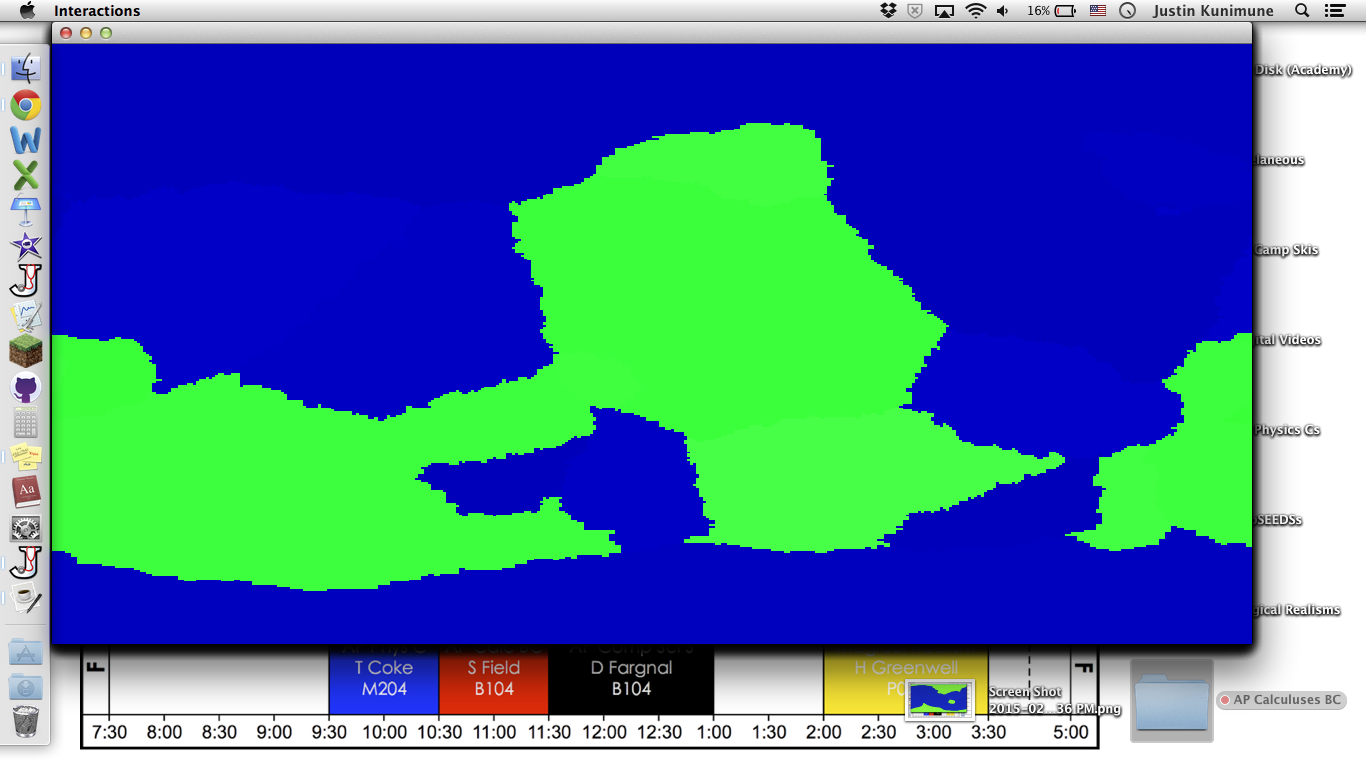 Interactions
16%
Justin Kunimune
Disk (Academy)
laneous
Camp Skis
ital Videos
Physics Cs
SEEDSs
gical Realisms
F
T Coke
M204
S Field
B104
D Fargnal
B104
H Greenwell
F
Screen Shot
2015-02...36 PM.png
AP Calculuses BC
7:30 8:00 8:30 9:00 9:30 10:00 10:30 11:00 11:30 12:00 12:30 1:00 2:00 2:30 3:00 3:30 5:00